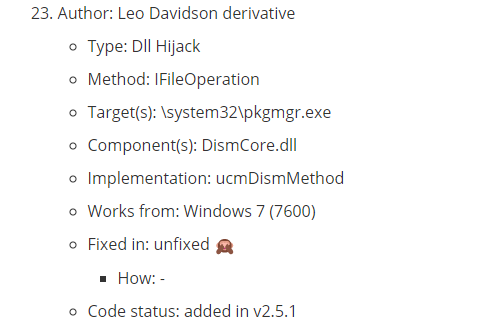 23. Author: Leo Davidson derivative
Type: Dll Hijack
Method: IFileOperation
Target(s): \system32\pkgmgr.exe
Component(s): DismCore.dll
Implementation: ucmDismMethod
Works from: Windows 7 (7600)
Fixed in: unfixed 🙈
How: -
Code status: added in v2.5.1